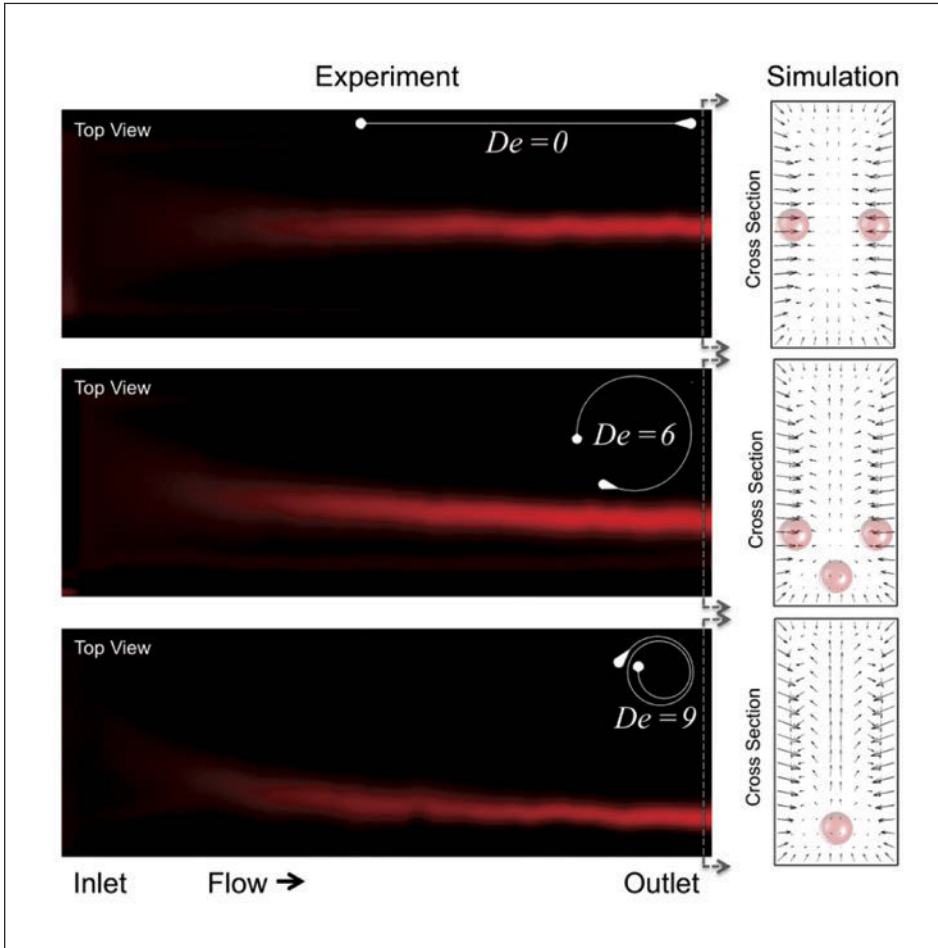 Experiment
Simulation
Top View
De = 0
Cross Section
Top View
De = 6
Cross Section
Top View
De = 9
Cross Section
Inlet
Flow →
Outlet